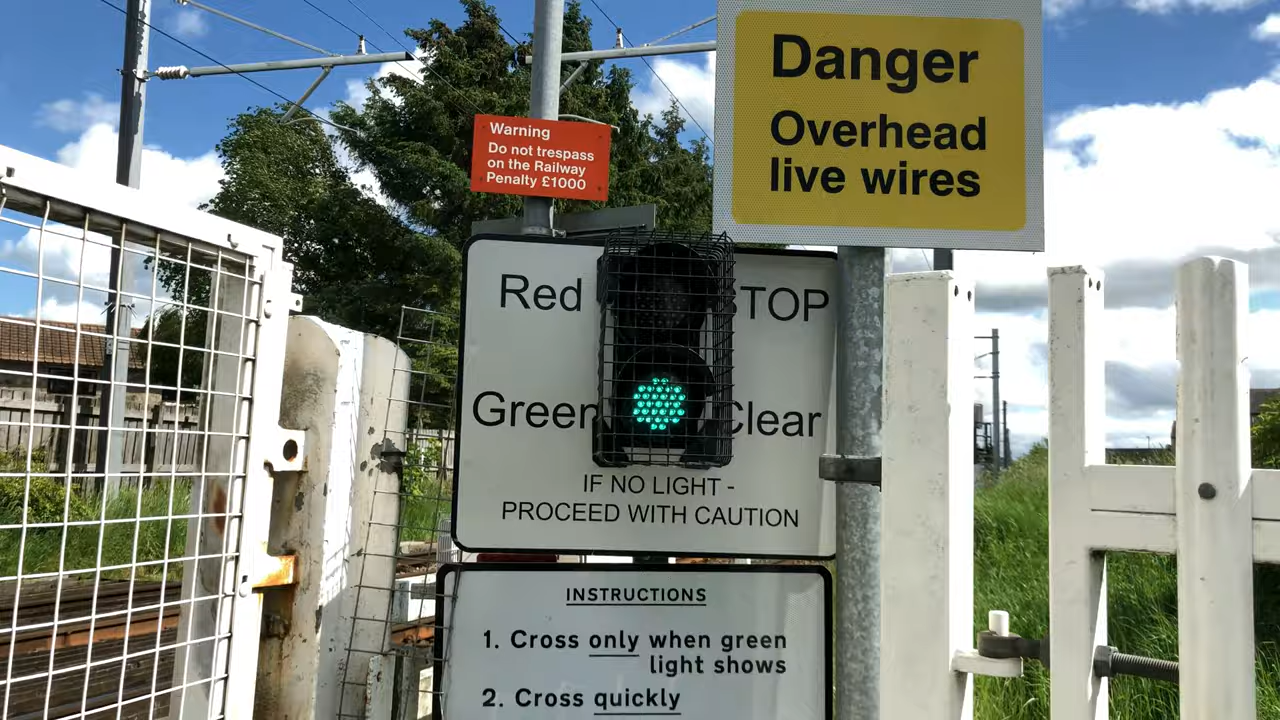 Danger
Overhead
live wires
Warning
Do not trespass
on the Railway
Penalty £1000
Red TOP
Green Clear
IF NO LIGHT -
PROCEED WITH CAUTION
INSTRUCTIONS
1. Cross only when green
light shows
2. Cross quickly